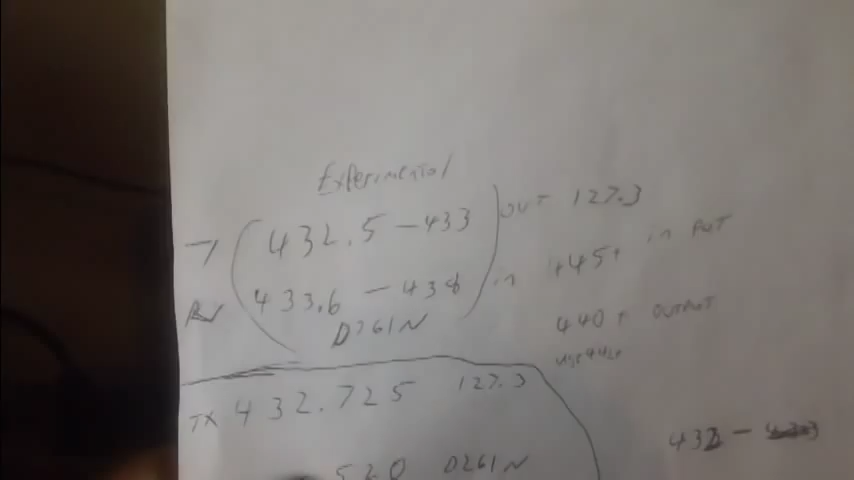 Experimental
432.5 - 433 OUT 127.3
433.6 - 438 in 445+ in PUT
D261N
440 + OUTPUT
TX 432.725 127.3
432 -
520 D261N